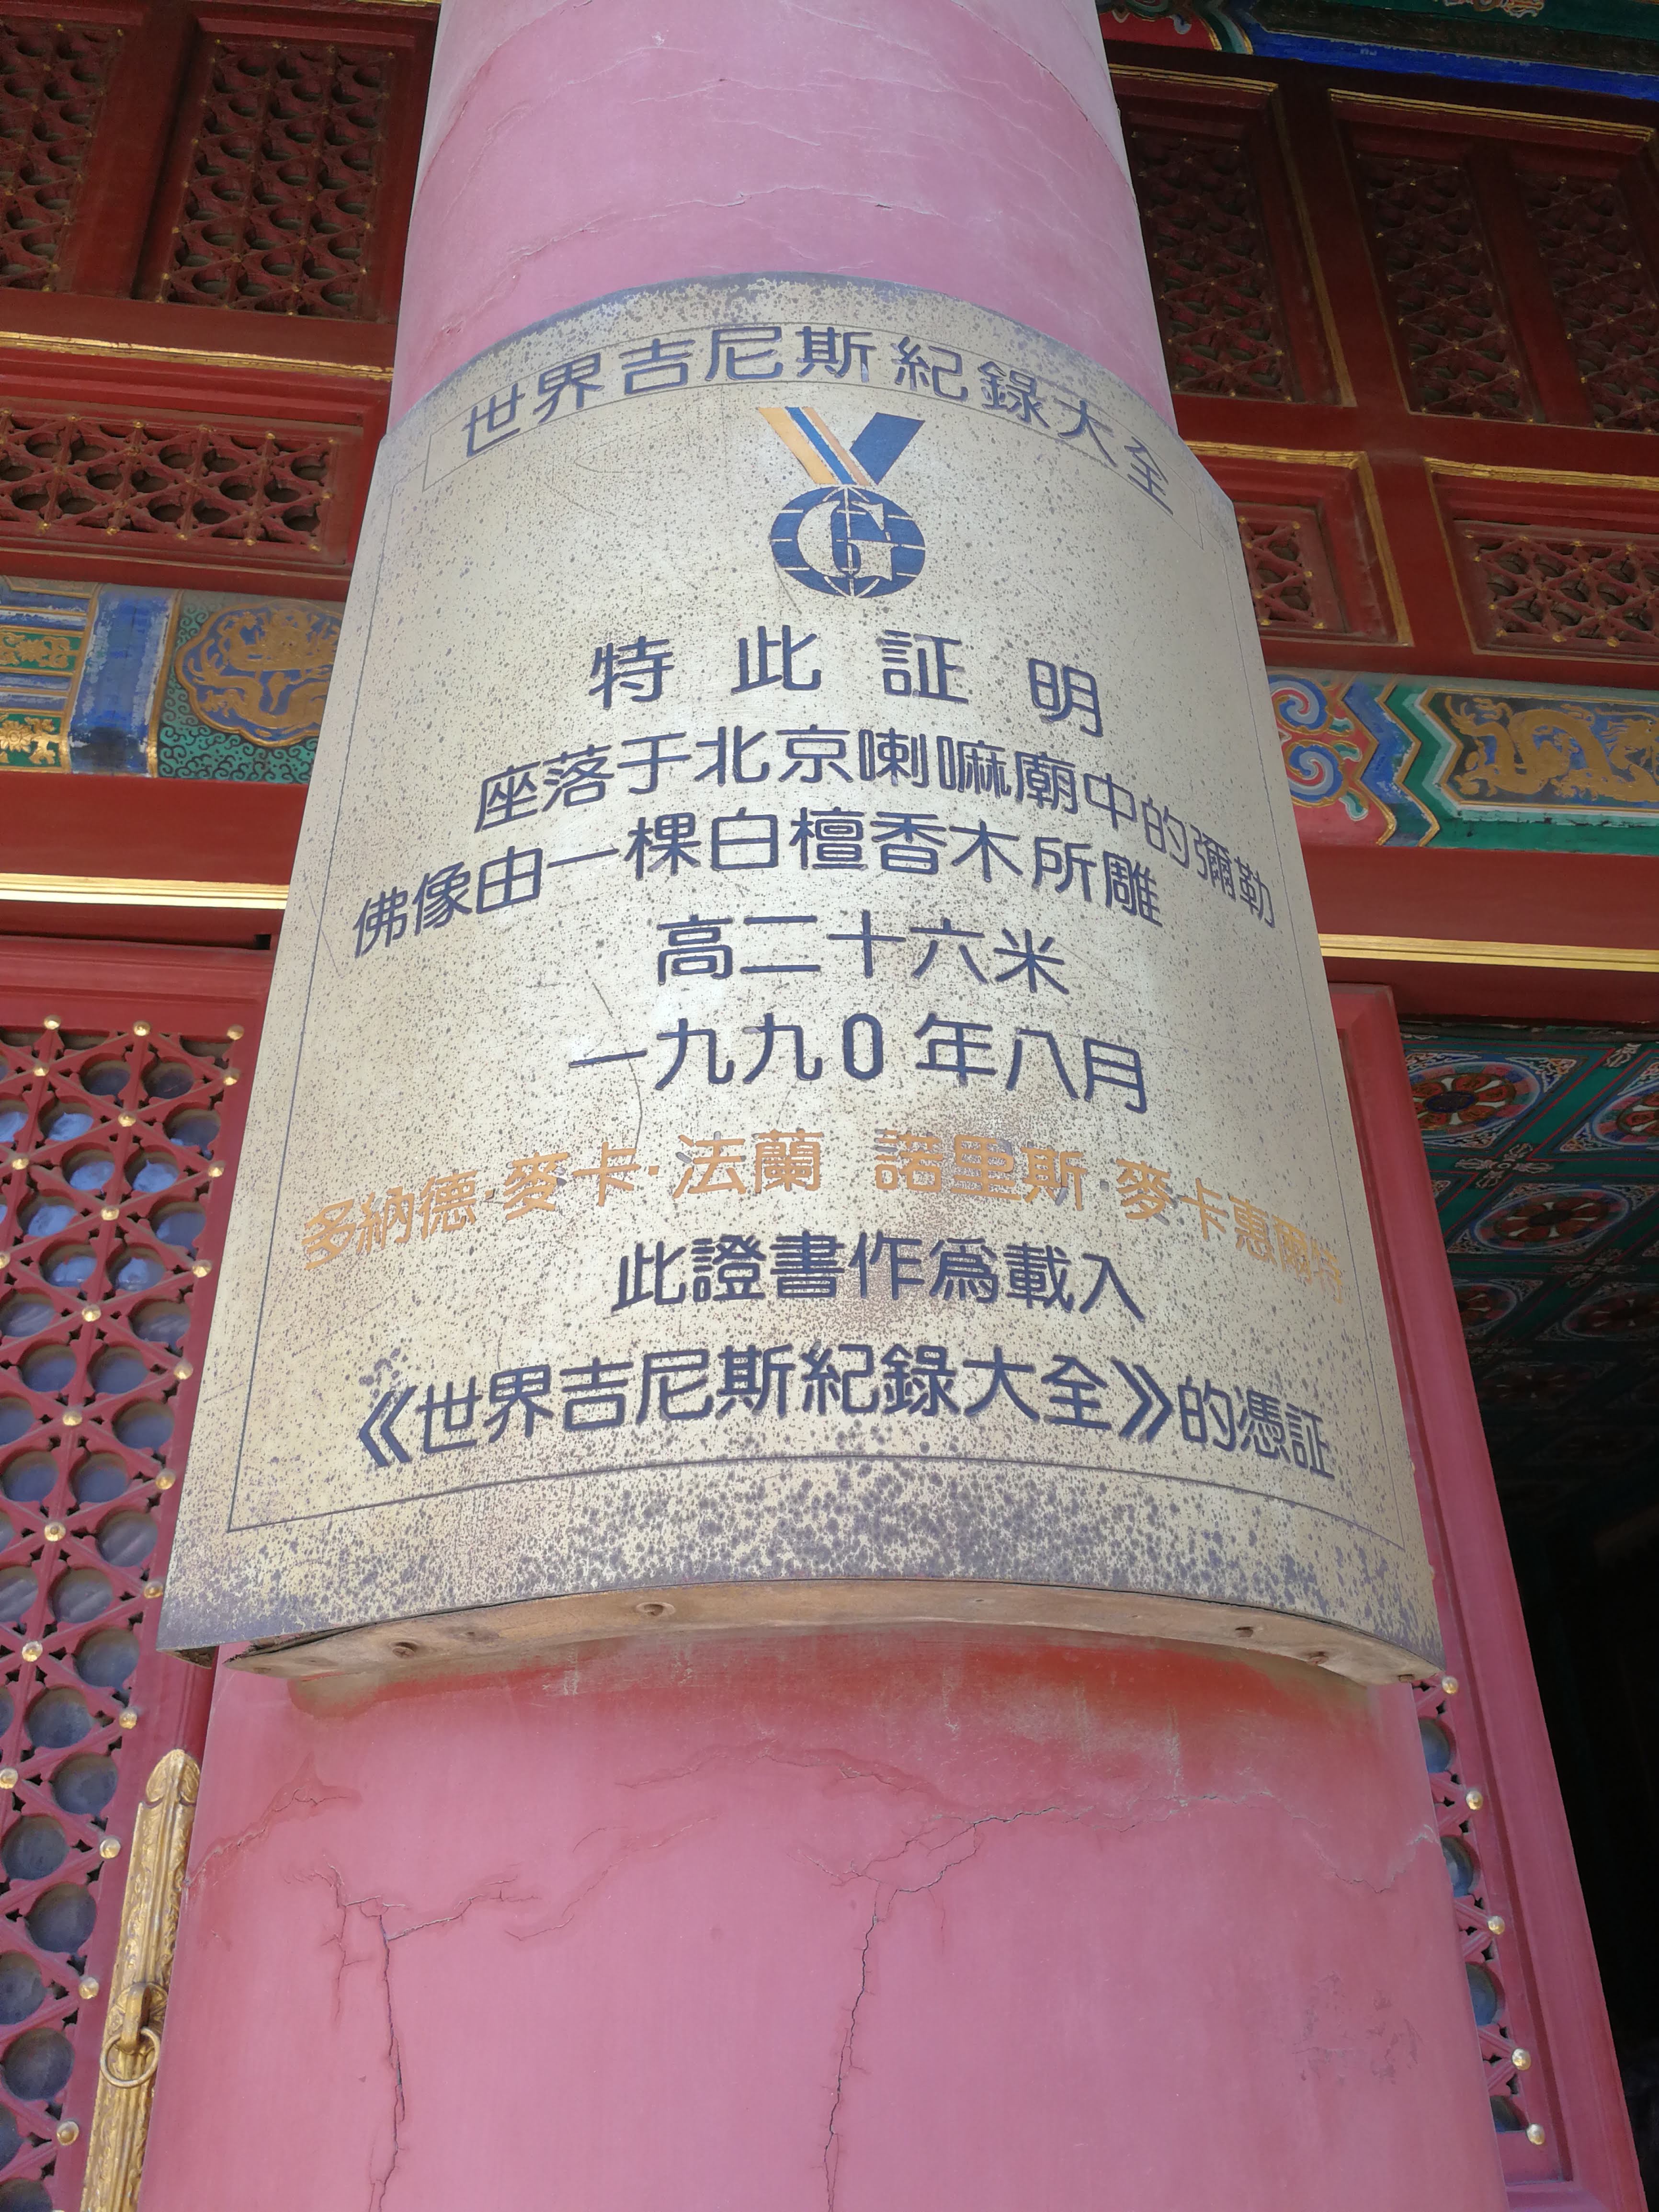 世界吉尼斯紀錄大全
G
特此証明
座落于北京喇嘛廟中的彌勒
佛像由一棵白檀香木所雕
高二十六米
一九九0年八月
多納德·麥卡·法蘭 諾里斯·麥卡惠爾特
此證書作爲載入
《世界吉尼斯紀錄大全》的憑証